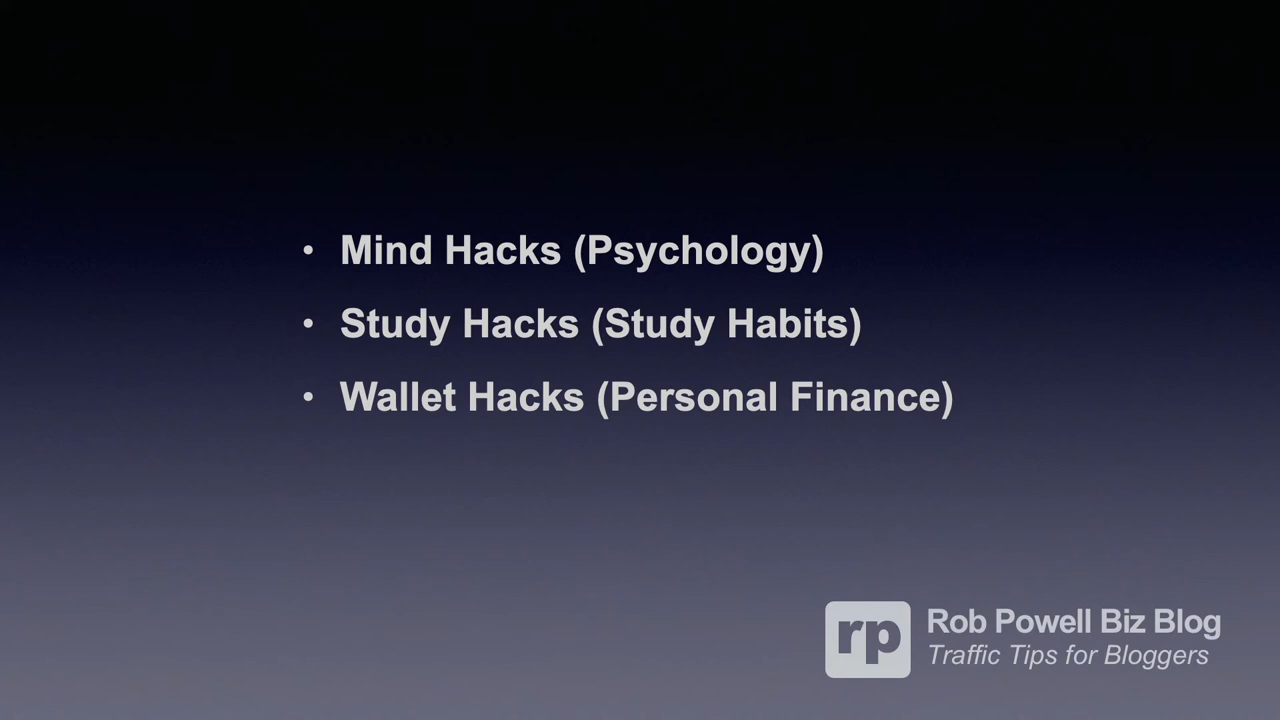 • Mind Hacks (Psychology)
• Study Hacks (Study Habits)
• Wallet Hacks (Personal Finance)
rp
Rob Powell Biz Blog
Traffic Tips for Bloggers